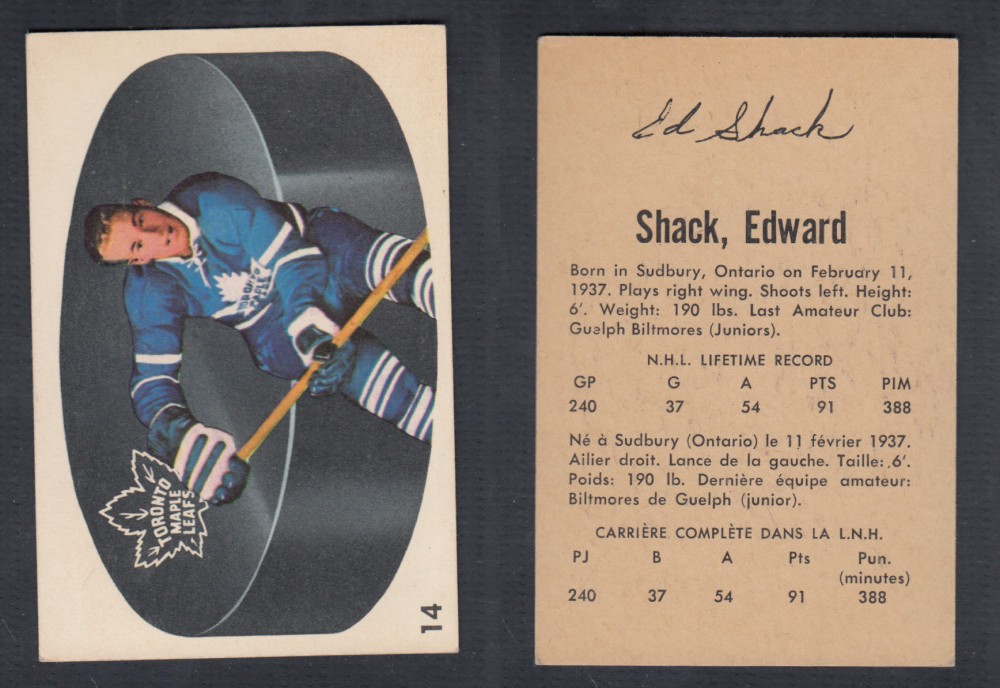 TORONTO
MAPLE
LEAFS
TORONTO
MAPLE
LEAFS
14
Ed Shack
Shack, Edward
Born in Sudbury, Ontario on February 11,
1937. Plays right wing. Shoots left. Height:
6'. Weight: 190 lbs. Last Amateur Club:
Guelph Biltmores (Juniors).
N.H.L. LIFETIME RECORD
GP G A PTS PIM
240 37 54 91 388
Né à Sudbury (Ontario) le 11 février 1937.
Ailier droit. Lance de la gauche. Taille: 6'.
Poids: 190 lb. Dernière équipe amateur:
Biltmores de Guelph (junior).
CARRIÈRE COMPLÈTE DANS LA L.N.H.
PJ B A Pts Pun.
(minutes)
240 37 54 91 388